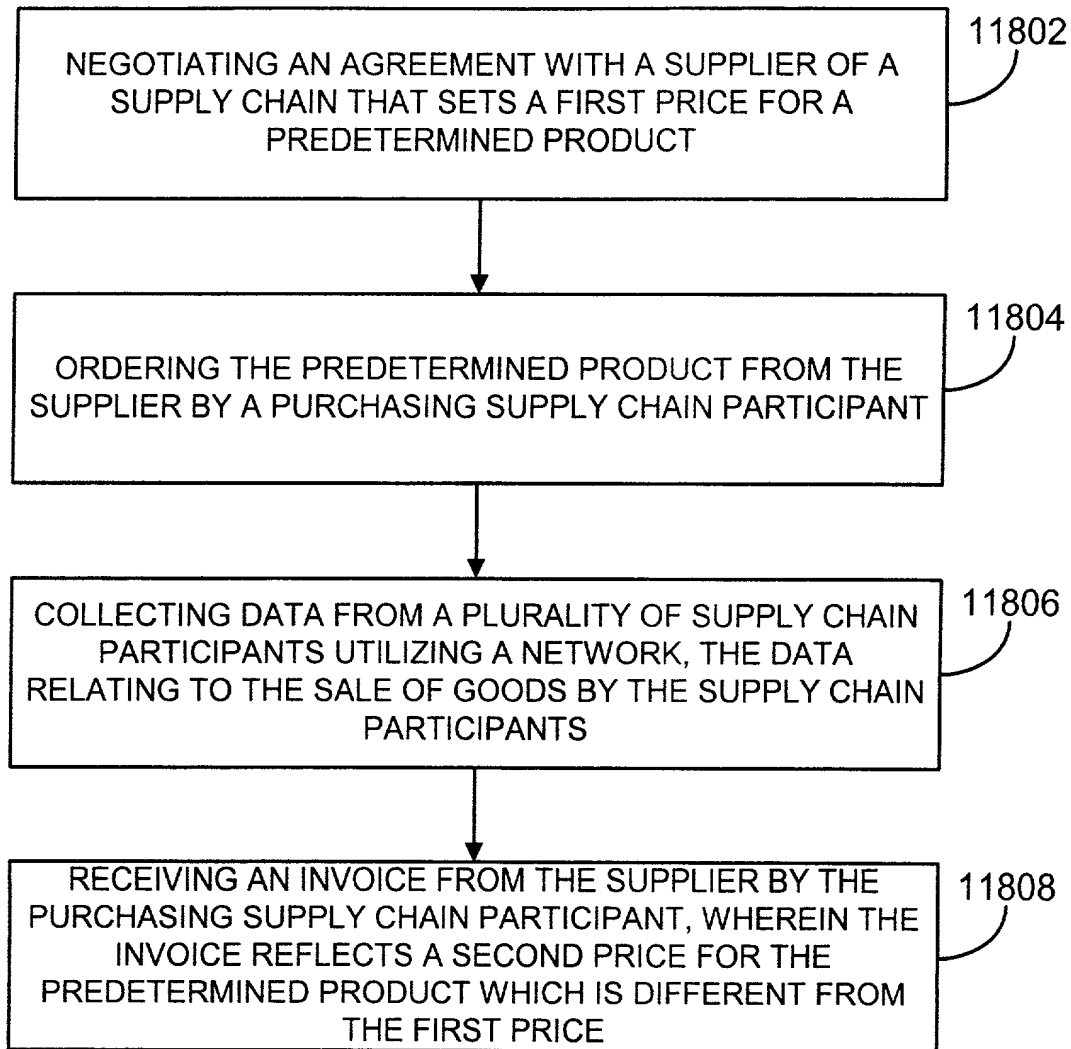 11802
NEGOTIATING AN AGREEMENT WITH A SUPPLIER OF A
SUPPLY CHAIN THAT SETS A FIRST PRICE FOR A
PREDETERMINED PRODUCT
11804
ORDERING THE PREDETERMINED PRODUCT FROM THE
SUPPLIER BY A PURCHASING SUPPLY CHAIN PARTICIPANT
11806
COLLECTING DATA FROM A PLURALITY OF SUPPLY CHAIN
PARTICIPANTS UTILIZING A NETWORK, THE DATA
RELATING TO THE SALE OF GOODS BY THE SUPPLY CHAIN
PARTICIPANTS
11808
RECEIVING AN INVOICE FROM THE SUPPLIER BY THE
PURCHASING SUPPLY CHAIN PARTICIPANT, WHEREIN THE
INVOICE REFLECTS A SECOND PRICE FOR THE
PREDETERMINED PRODUCT WHICH IS DIFFERENT FROM
THE FIRST PRICE